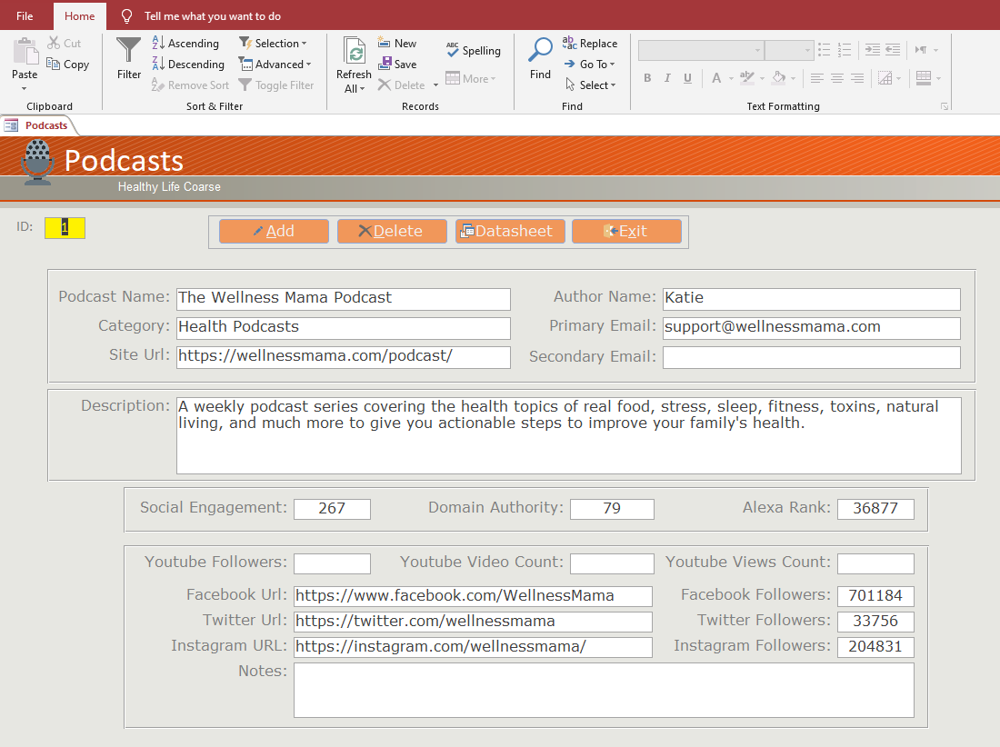 File Home Tell me what you want to do
Paste
Cut
Copy
Clipboard
Filter
Ascending
Descending
Remove Sort
Selection
Advanced
Toggle Filter
Sort & Filter
Refresh
All
New
Save
Delete
Spelling
More
Records
Find
Replace
Go To
Select
Find
B I U A
Text Formatting
Podcasts
Podcasts
Healthy Life Coarse
ID: 1
Add Delete Datasheet Exit
Podcast Name: The Wellness Mama Podcast Author Name: Katie
Category: Health Podcasts Primary Email: support@wellnessmama.com
Site Url: https://wellnessmama.com/podcast/ Secondary Email:
Description: A weekly podcast series covering the health topics of real food, stress, sleep, fitness, toxins, natural
living, and much more to give you actionable steps to improve your family's health.
Social Engagement: 267 Domain Authority: 79 Alexa Rank: 36877
Youtube Followers: Youtube Video Count: Youtube Views Count:
Facebook Url: https://www.facebook.com/WellnessMama Facebook Followers: 701184
Twitter Url: https://twitter.com/wellnessmama Twitter Followers: 33756
Instagram URL: https://instagram.com/wellnessmama/ Instagram Followers: 204831
Notes: